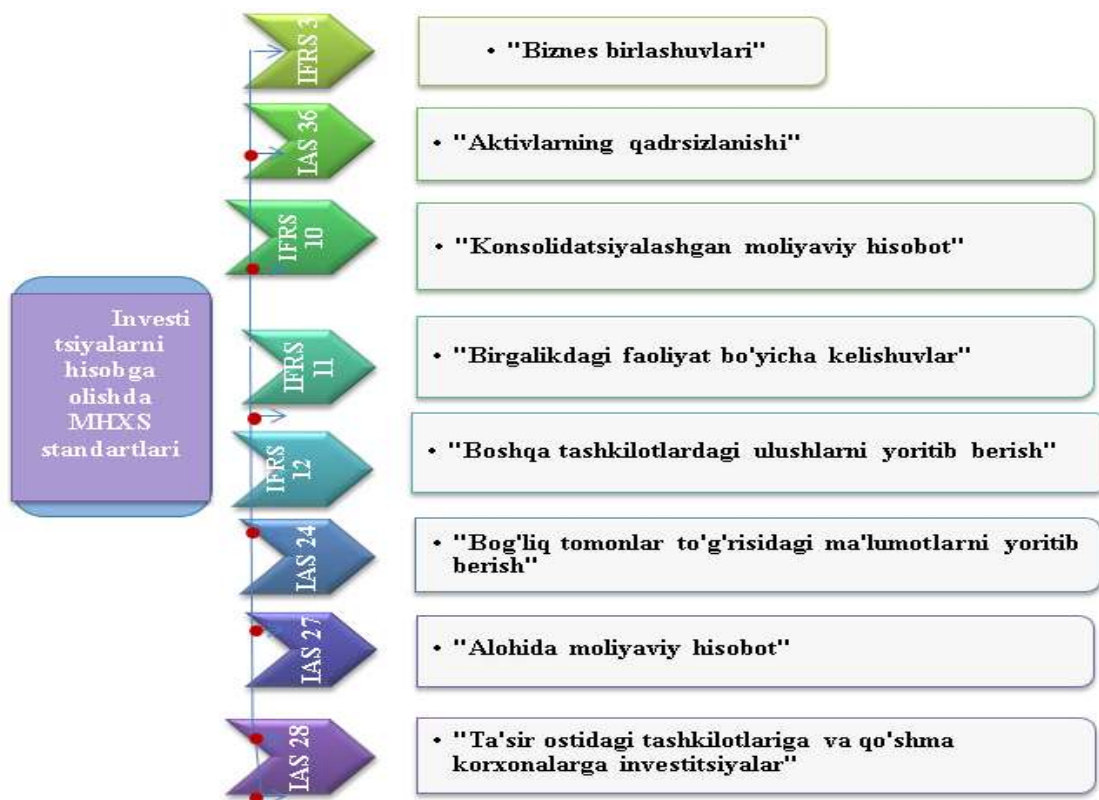 Investi
tsiyalarni
hisobga
olishda
MHXS
standartlari
IFRS 3
• "Biznes birlashuvlari"
IAS 36
• "Aktivlarning qadrsizlanishi"
IFRS
10
• "Konsolidatsiyalashgan moliyaviy hisobot"
IFRS
11
• "Birgalikdagi faoliyat bo'yicha kelishuvlar"
IFRS
12
• "Boshqa tashkilotlardagi ulushlarni yoritib berish"
IAS 24
• "Bog'liq tomonlar to'g'risidagi ma'lumotlarni yoritib
berish"
IAS 27
• "Alohida moliyaviy hisobot"
IAS 28
• "Ta'sir ostidagi tashkilotlariga va qo'shma
korxonalarga investitsiyalar"